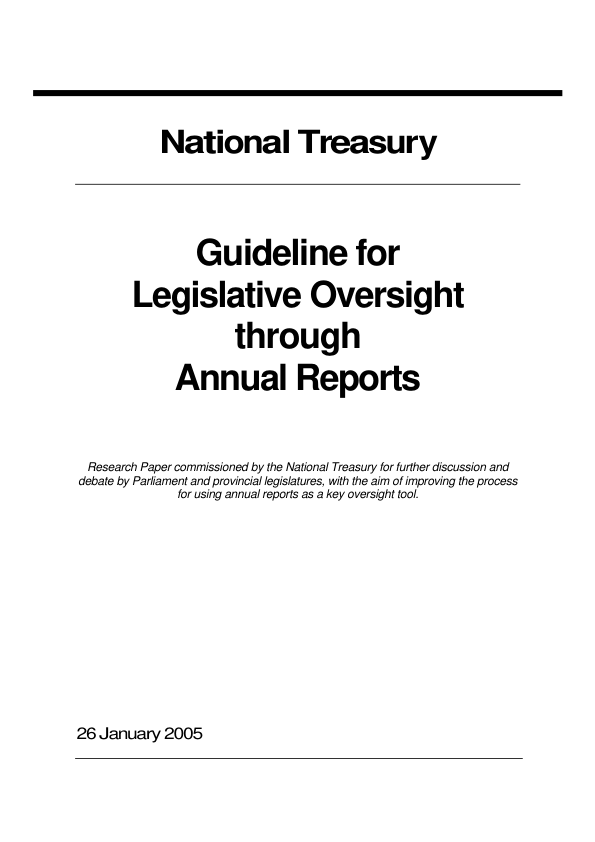 National Treasury
Guideline for
Legislative Oversight
through
Annual Reports
Research Paper commissioned by the National Treasury for further discussion and
debate by Parliament and provincial legislatures, with the aim of improving the process
for using annual reports as a key oversight tool.
26 January 2005